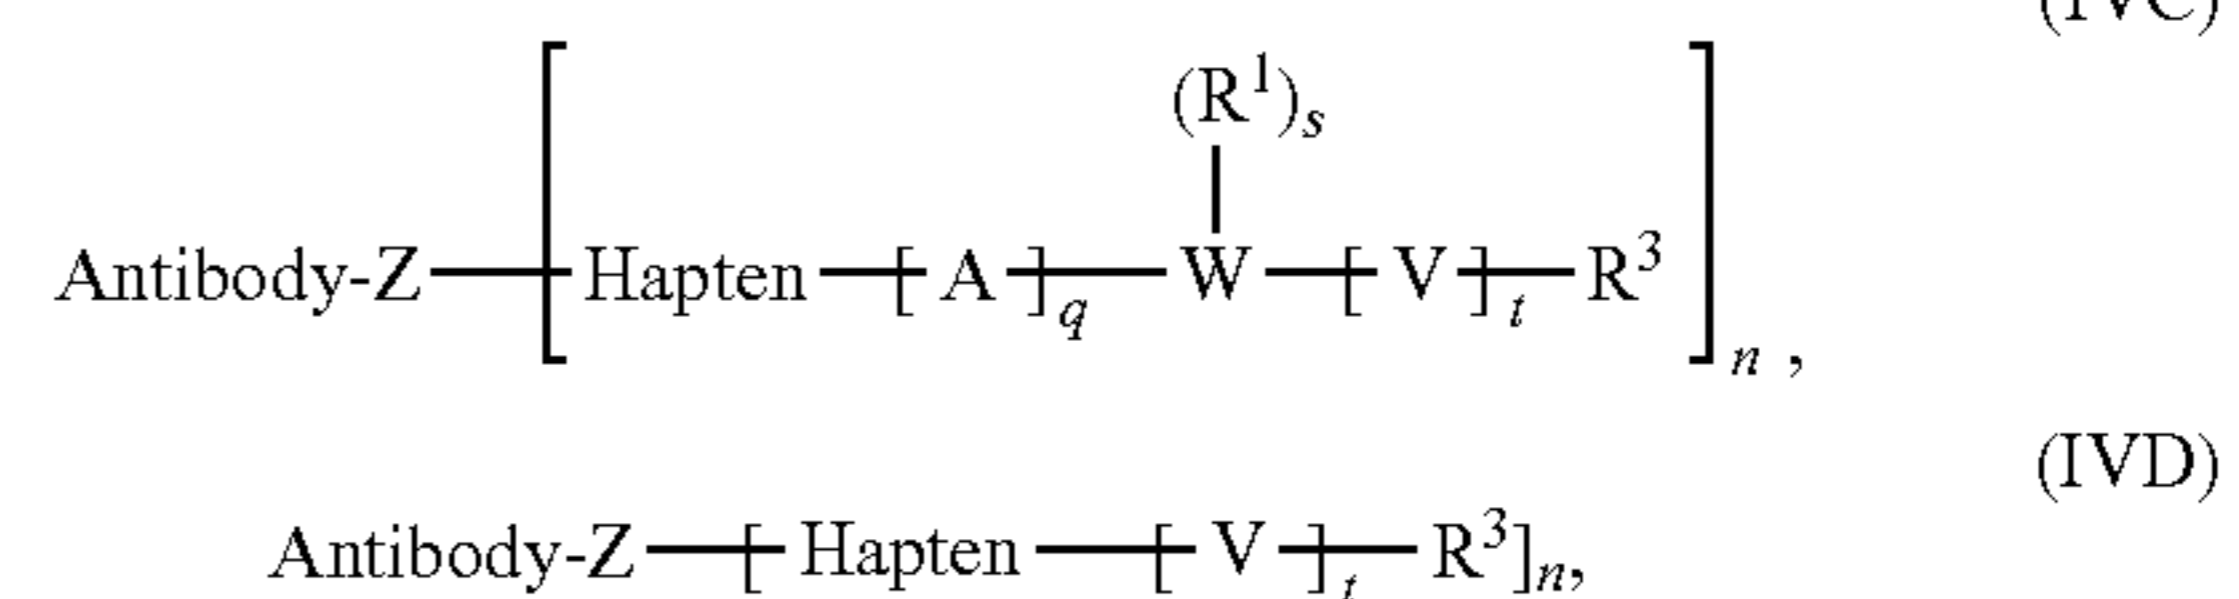 (IVC)
(R¹)ₛ
Antibody-Z—[Hapten—[A]q—W—[V]t—R³]n,
(IVD)
Antibody-Z—[Hapten—[V]t—R³]n,